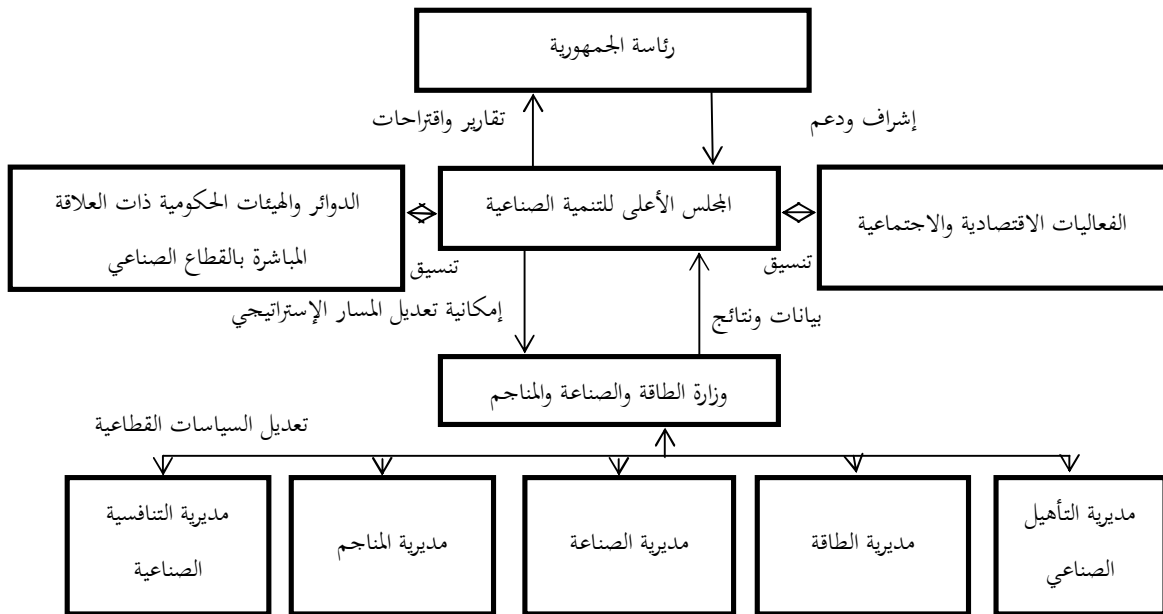 رئاسة الجمهورية
إشراف ودعم
تقارير واقتراحات
الفعاليات الاقتصادية والاجتماعية
المجلس الأعلى للتنمية الصناعية
الدوائر والهيئات الحكومية ذات العلاقة
المباشرة بالقطاع الصناعي
تنسيق
تنسيق
بيانات ونتائج
إمكانية تعديل المسار الإستراتيجي
وزارة الطاقة والصناعة والمناجم
تعديل السياسات القطاعية
مديرية التأهيل
الصناعي
مديرية الطاقة
مديرية الصناعة
مديرية المناجم
مديرية التنافسية
الصناعية